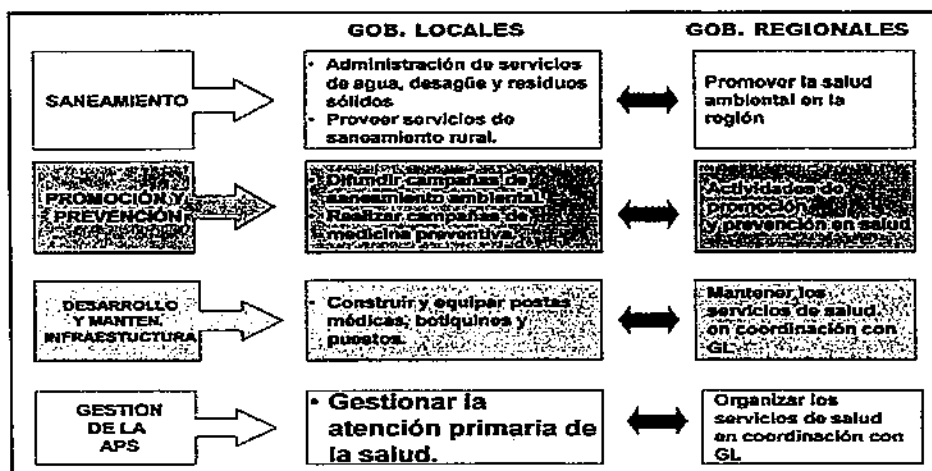 GOB. LOCALES
GOB. REGIONALES
SANEAMIENTO
• Administración de servicios
de agua, desagüe y residuos
sólidos
• Proveer servicios de
saneamiento rural.
Promover la salud
ambiental en la
región
PROMOCIÓN Y
PREVENCIÓN
• Difundir campañas de
saneamiento ambiental.
Realizar campañas de
medicina preventiva.
Actividades de
promoción
y prevención en salud
DESARROLLO
Y MANTEN.
INFRAESTUCTURA
• Construir y equipar postas
médicas, botiquines y
puestos.
Mantener los
servicios de salud
en coordinación con
GL
GESTIÓN
DE LA
APS
• Gestionar la
atención primaria de
la salud.
Organizar los
servicios de salud
en coordinación con
GL